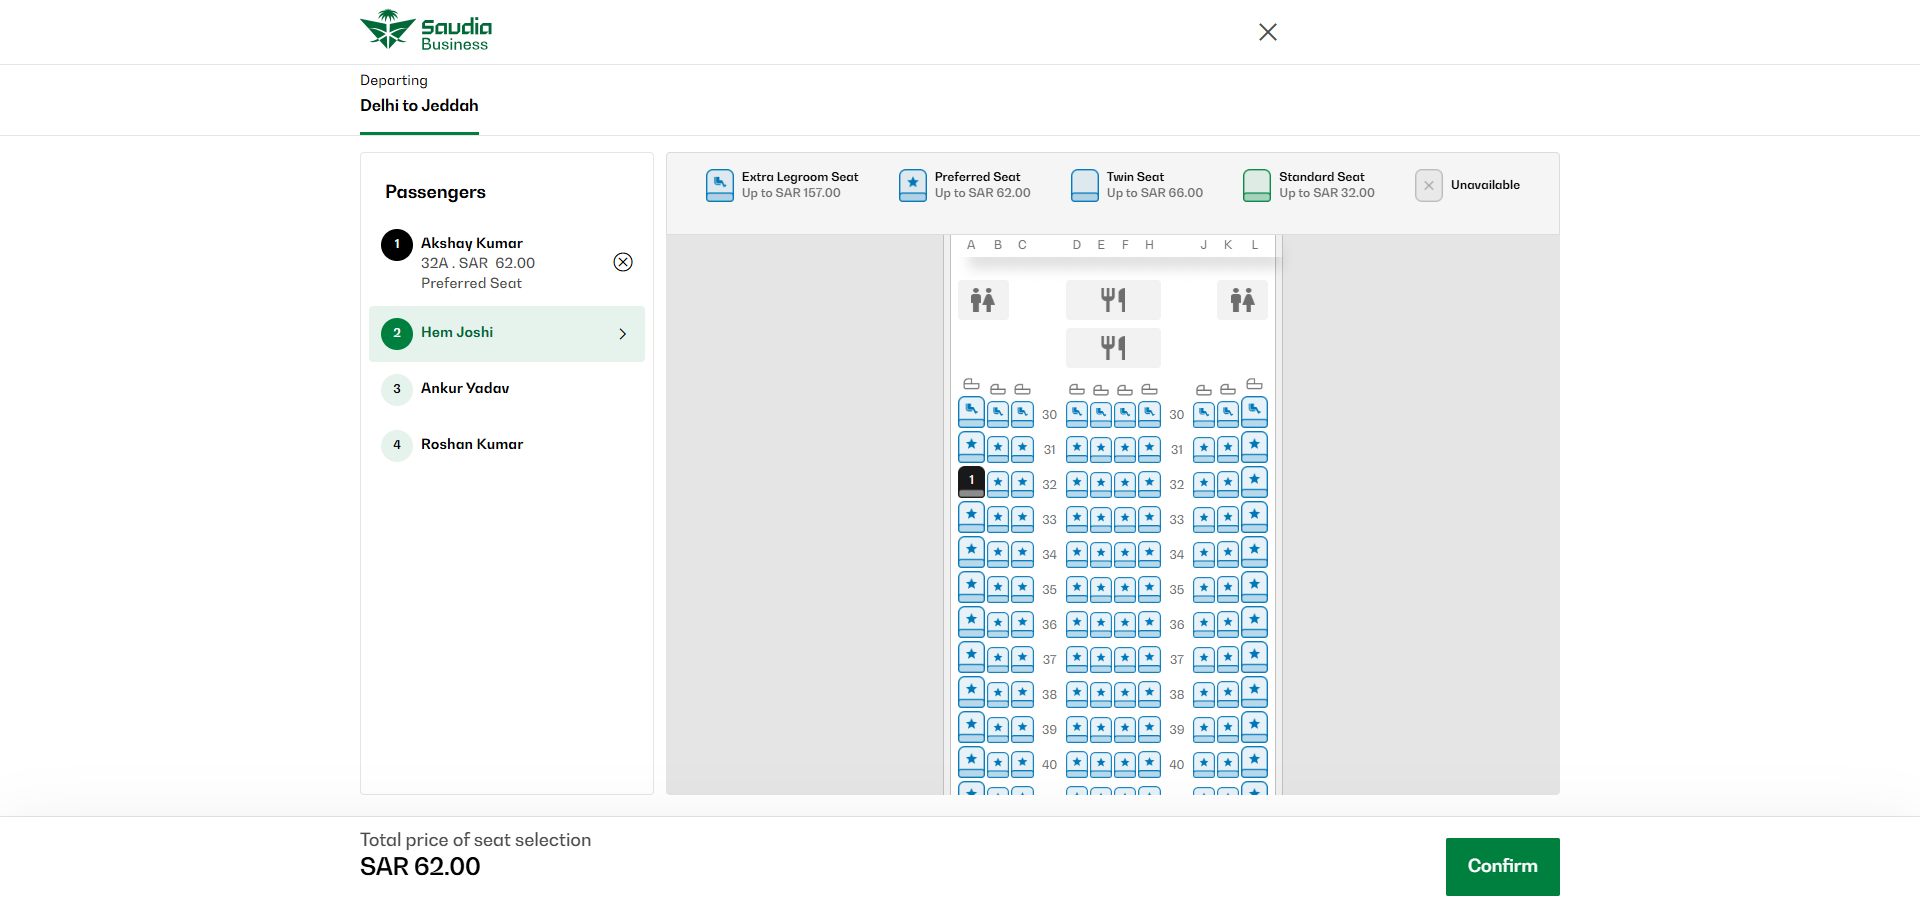 Saudia
Business
Departing
Delhi to Jeddah
Passengers
1 Akshay Kumar
32A . SAR 62.00
Preferred Seat
2 Hem Joshi
3 Ankur Yadav
4 Roshan Kumar
Extra Legroom Seat
Up to SAR 157.00
Preferred Seat
Up to SAR 62.00
Twin Seat
Up to SAR 66.00
Standard Seat
Up to SAR 32.00
Unavailable
A B C D E F H J K L
30 30
31 31
1 32 32
33 33
34 34
35 35
36 36
37 37
38 38
39 39
40 40
Total price of seat selection
SAR 62.00
Confirm